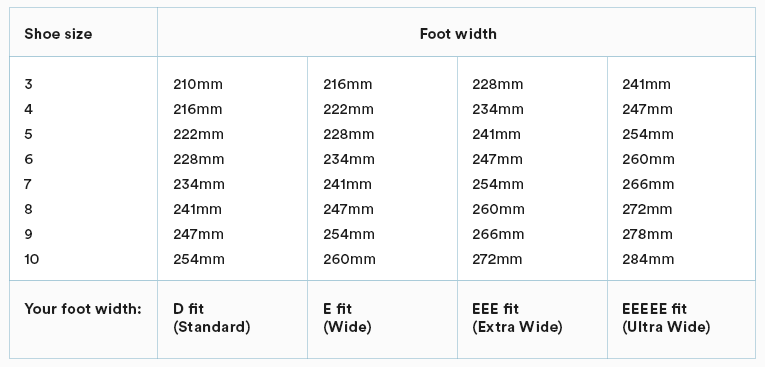 Shoe size Foot width
3 210mm 216mm 228mm 241mm
4 216mm 222mm 234mm 247mm
5 222mm 228mm 241mm 254mm
6 228mm 234mm 247mm 260mm
7 234mm 241mm 254mm 266mm
8 241mm 247mm 260mm 272mm
9 247mm 254mm 266mm 278mm
10 254mm 260mm 272mm 284mm
Your foot width: D fit E fit EEE fit EEEEE fit
(Standard) (Wide) (Extra Wide) (Ultra Wide)